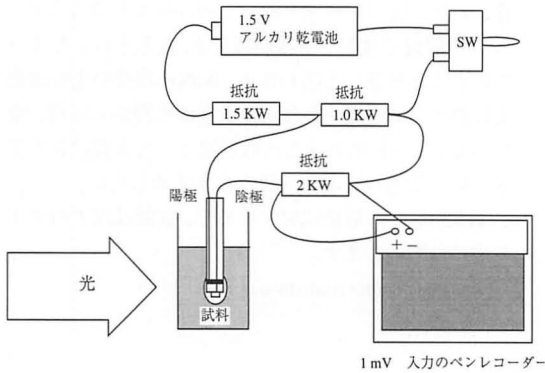 1.5 V
アルカリ乾電池
SW
抵抗
1.5 KW
抵抗
1.0 KW
抵抗
2 KW
陽極
陰極
+ −
光
試料
1 mV 入力のペンレコーダー